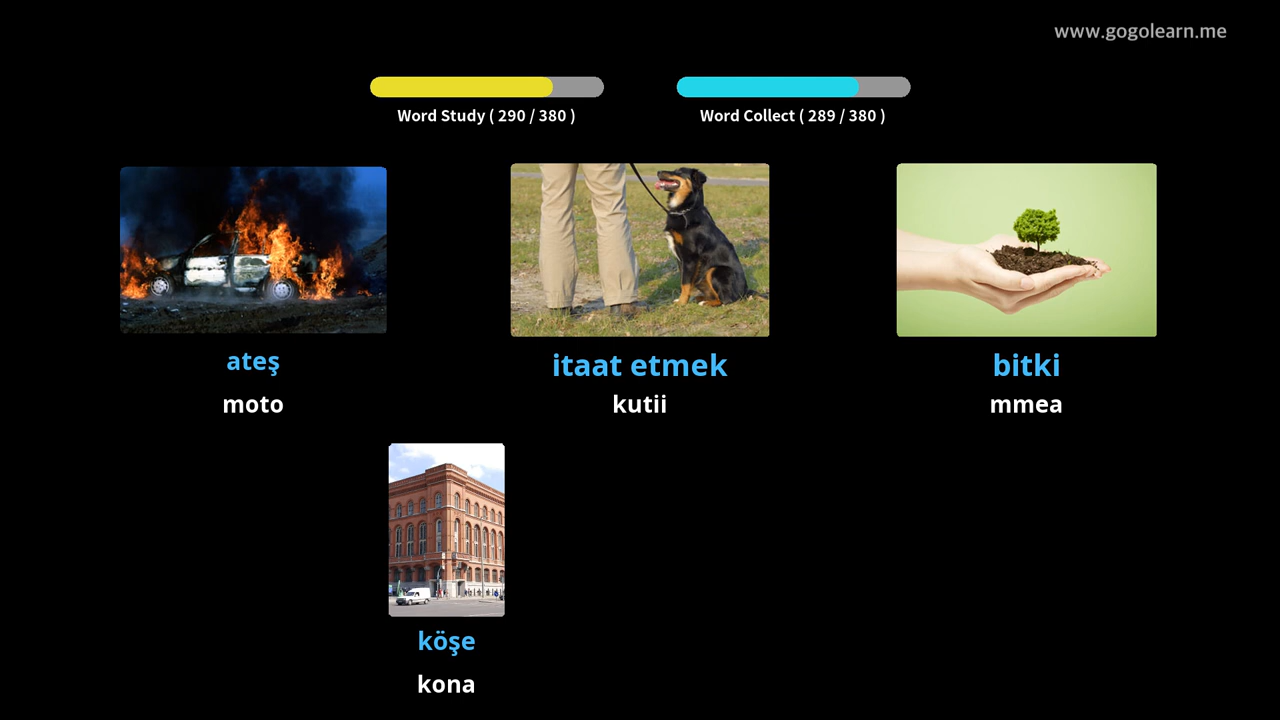 www.gogolearn.me
Word Study ( 290 / 380 )
Word Collect ( 289 / 380 )
ateş
moto
itaat etmek
kutii
bitki
mmea
köşe
kona